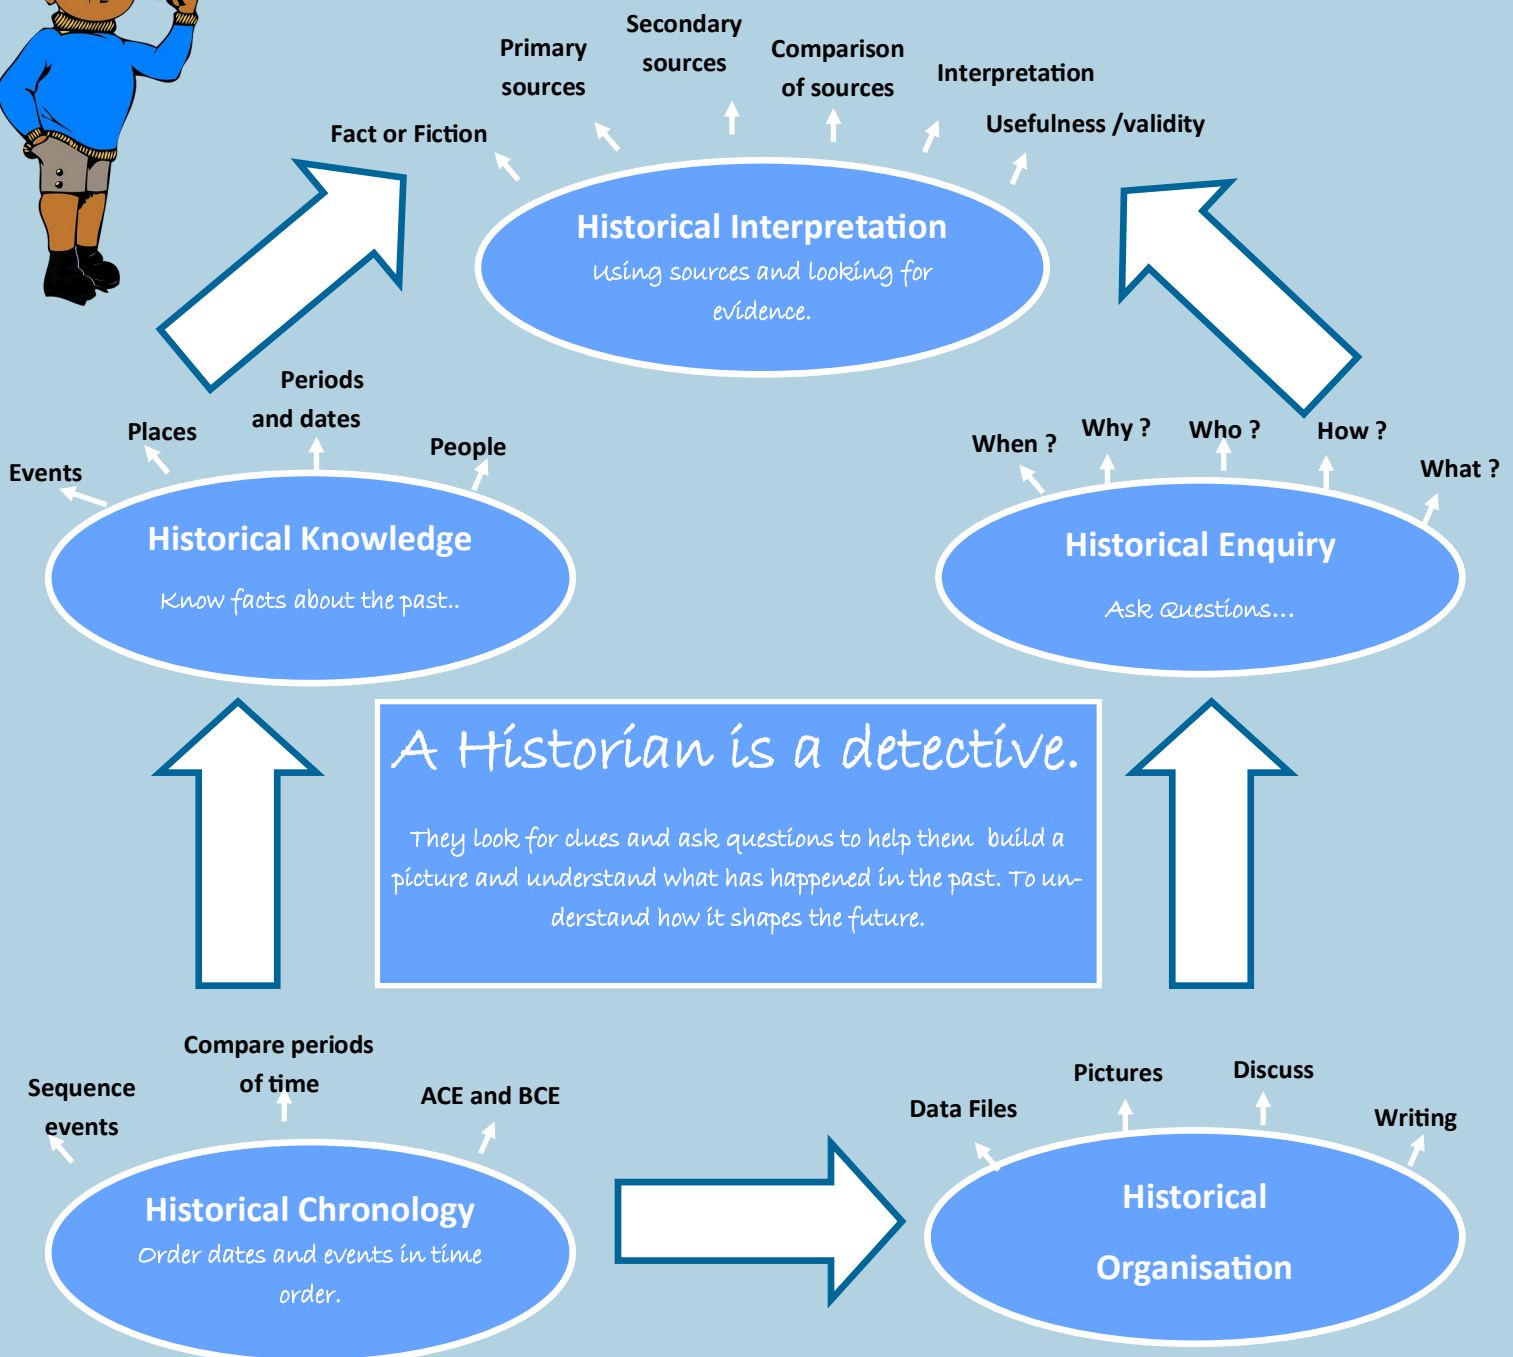 Secondary
sources
Primary
sources
Comparison
of sources
Interpretation
Usefulness /validity
Fact or Fiction
Historical Interpretation
Using sources and looking for
evidence.
Periods
and dates
Places
People
Events
Historical Knowledge
Know facts about the past..
When ?
Why ?
Who ?
How ?
What ?
Historical Enquiry
Ask Questions...
A Historian is a detective.
They look for clues and ask questions to help them build a
picture and understand what has happened in the past. To un-
derstand how it shapes the future.
Compare periods
of time
Sequence
events
ACE and BCE
Historical Chronology
Order dates and events in time
order.
Data Files
Pictures
Discuss
Writing
Historical
Organisation